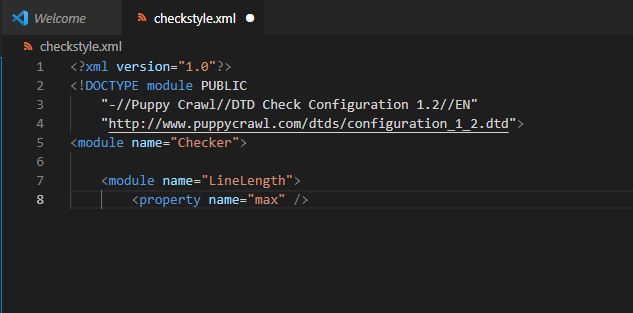 Welcome
checkstyle.xml
checkstyle.xml
1 <?xml version="1.0"?>
2 <!DOCTYPE module PUBLIC
3 "-//Puppy Crawl//DTD Check Configuration 1.2//EN"
4 "http://www.puppycrawl.com/dtds/configuration_1_2.dtd">
5 <module name="Checker">
6
7 <module name="LineLength">
8 <property name="max" />